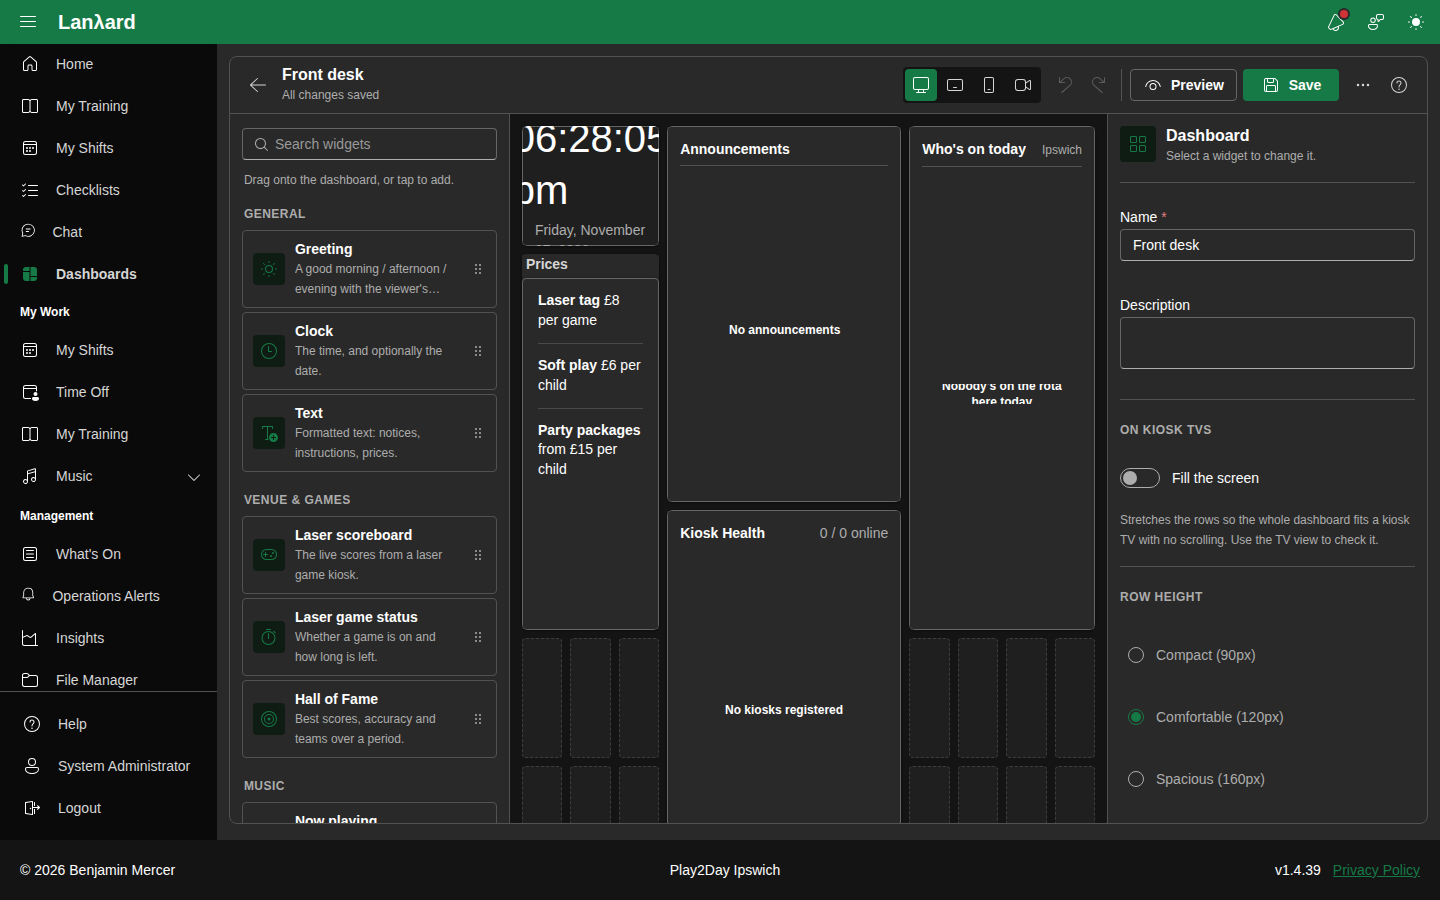 Lanλard
Home
My Training
My Shifts
Checklists
Chat
Dashboards
My Work
My Shifts
Time Off
My Training
Music
Management
What's On
Operations Alerts
Insights
File Manager
Help
System Administrator
Logout
Front desk
All changes saved
Preview
Save
Search widgets
Drag onto the dashboard, or tap to add.
GENERAL
Greeting
A good morning / afternoon /
evening with the viewer's…
Clock
The time, and optionally the
date.
Text
Formatted text: notices,
instructions, prices.
VENUE & GAMES
Laser scoreboard
The live scores from a laser
game kiosk.
Laser game status
Whether a game is on and
how long is left.
Hall of Fame
Best scores, accuracy and
teams over a period.
MUSIC
Now playing
06:28:05
pm
Friday, November
Prices
Laser tag £8
per game
Soft play £6 per
child
Party packages
from £15 per
child
Announcements
No announcements
Kiosk Health
0 / 0 online
No kiosks registered
Who's on today
Ipswich
Nobody's on the rota
here today
Dashboard
Select a widget to change it.
Name *
Front desk
Description
ON KIOSK TVS
Fill the screen
Stretches the rows so the whole dashboard fits a kiosk
TV with no scrolling. Use the TV view to check it.
ROW HEIGHT
Compact (90px)
Comfortable (120px)
Spacious (160px)
© 2026 Benjamin Mercer
Play2Day Ipswich
v1.4.39
Privacy Policy